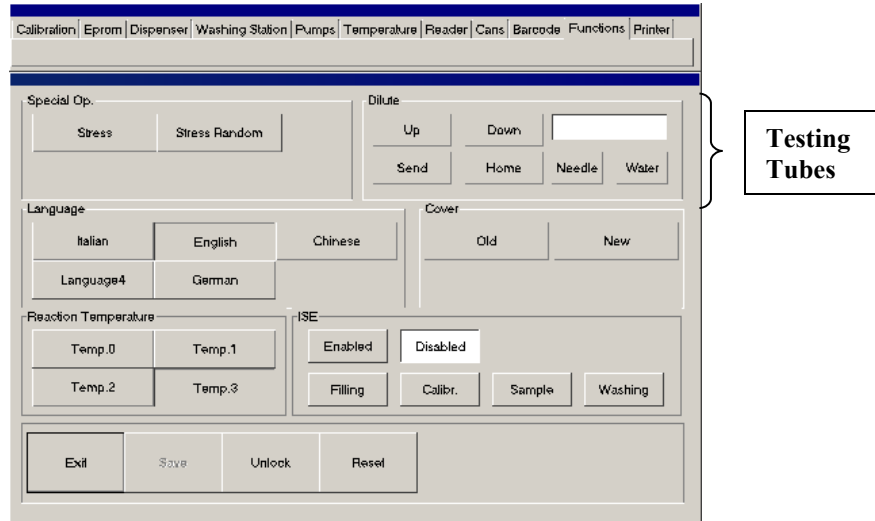 Calibration Eprom Dispenser Washing Station Pumps Temperature Reader Cans Barcode Functions Printer
Special Op.
Stress Stress Random
Dilute
Up Down
Send Home Needle Water
Testing
Tubes
Language
Italian English Chinese
Language4 German
Cover
Old New
Reaction Temperature
Temp.0 Temp.1
Temp.2 Temp.3
ISE
Enabled Disabled
Filling Calibr. Sample Washing
Exit Save Unlock Reset